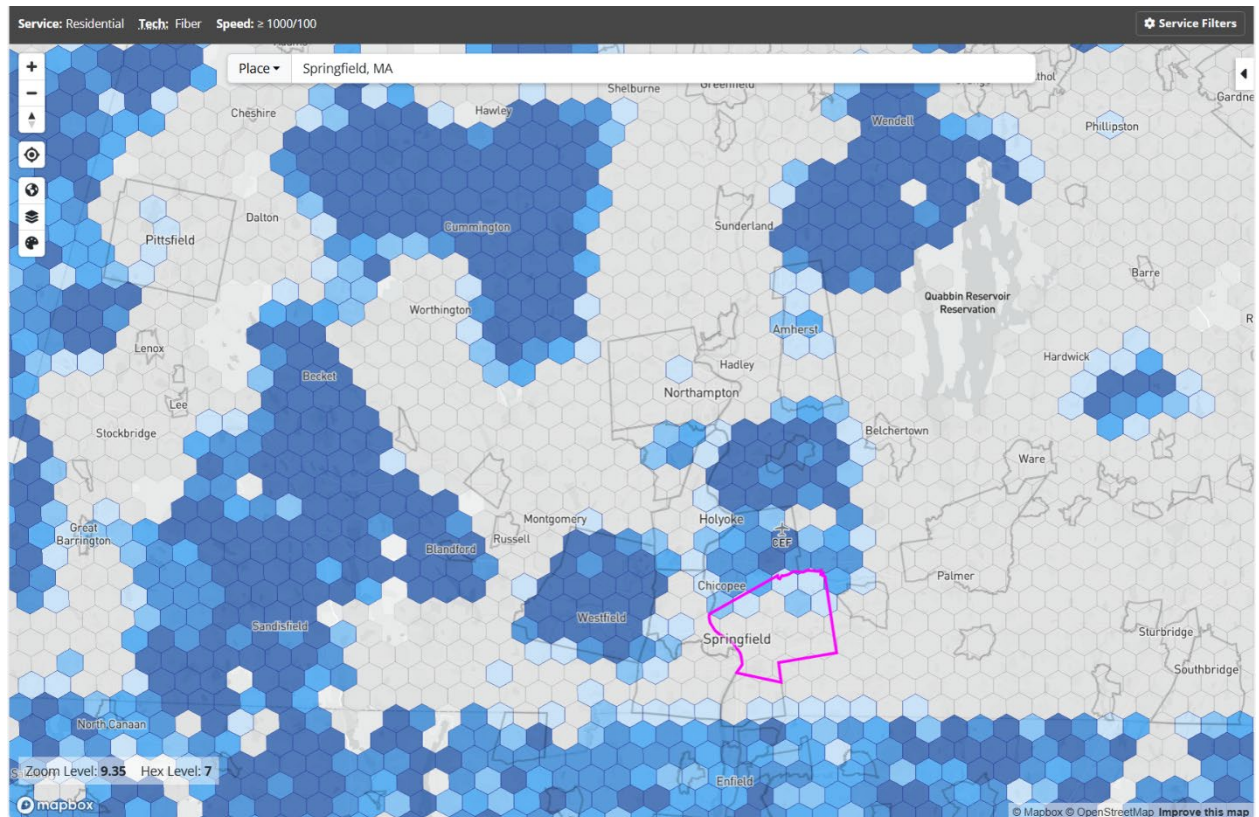 Service: Residential Tech: Fiber Speed: ≥ 1000/100
Service Filters
Place Springfield, MA
Shelburne
Greenfield
Gardne
Cheshire
Hawley
Wendell
Phillipston
Dalton
Pittsfield
Cummington
Sunderland
Barre
Quabbin Reservoir
Reservation
Worthington
Amherst
Lenox
Becket
Hadley
Hardwick
Northampton
Lee
Stockbridge
Belchertown
Ware
Great
Barrington
Montgomery
Russell
Holyoke
CEF
Blandford
Palmer
Chicopee
Westfield
Sandisfield
Springfield
Sturbridge
Southbridge
North Canaan
Zoom Level: 9.35 Hex Level: 7
Enfield
mapbox
© Mapbox © OpenStreetMap Improve this map